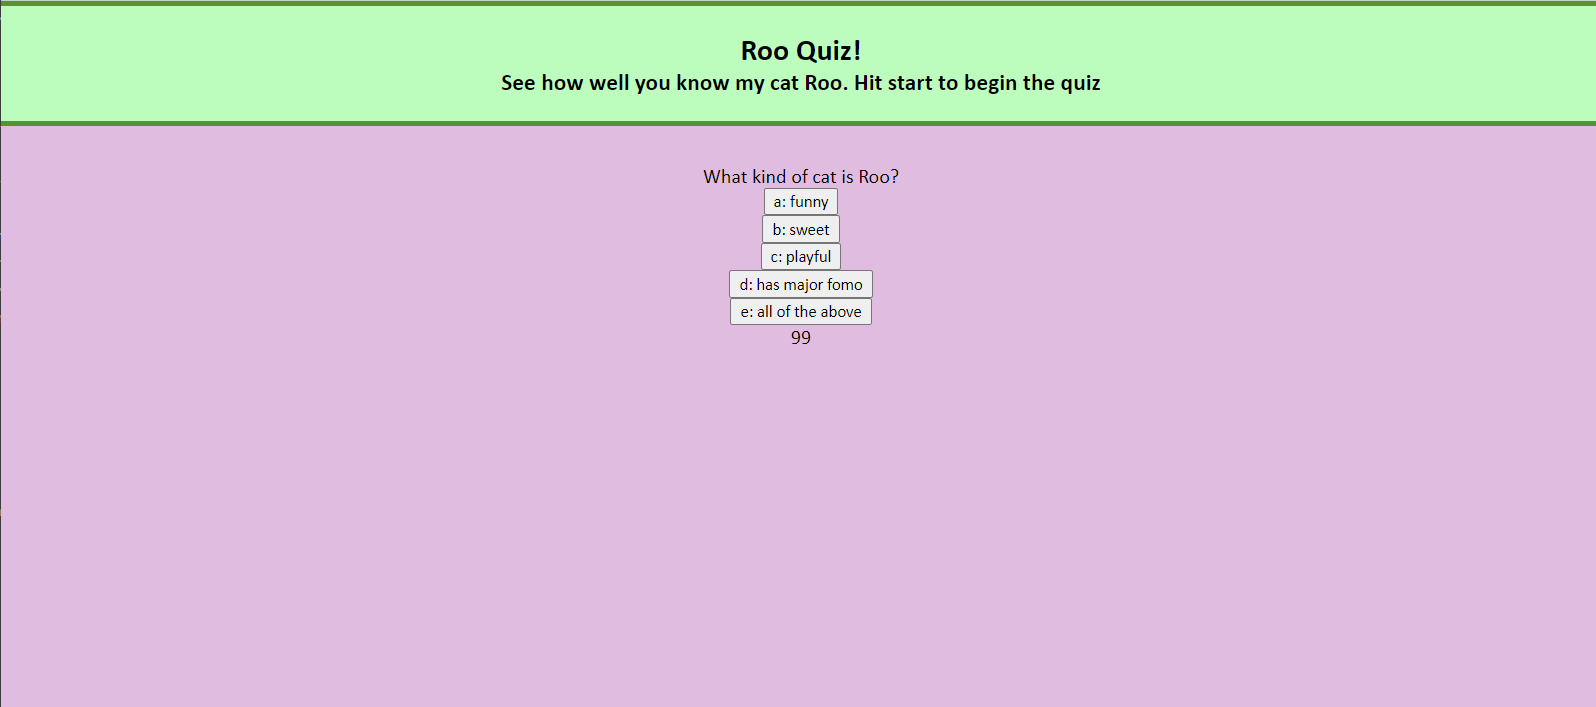 Roo Quiz!
See how well you know my cat Roo. Hit start to begin the quiz
What kind of cat is Roo?
a: funny
b: sweet
c: playful
d: has major fomo
e: all of the above
99